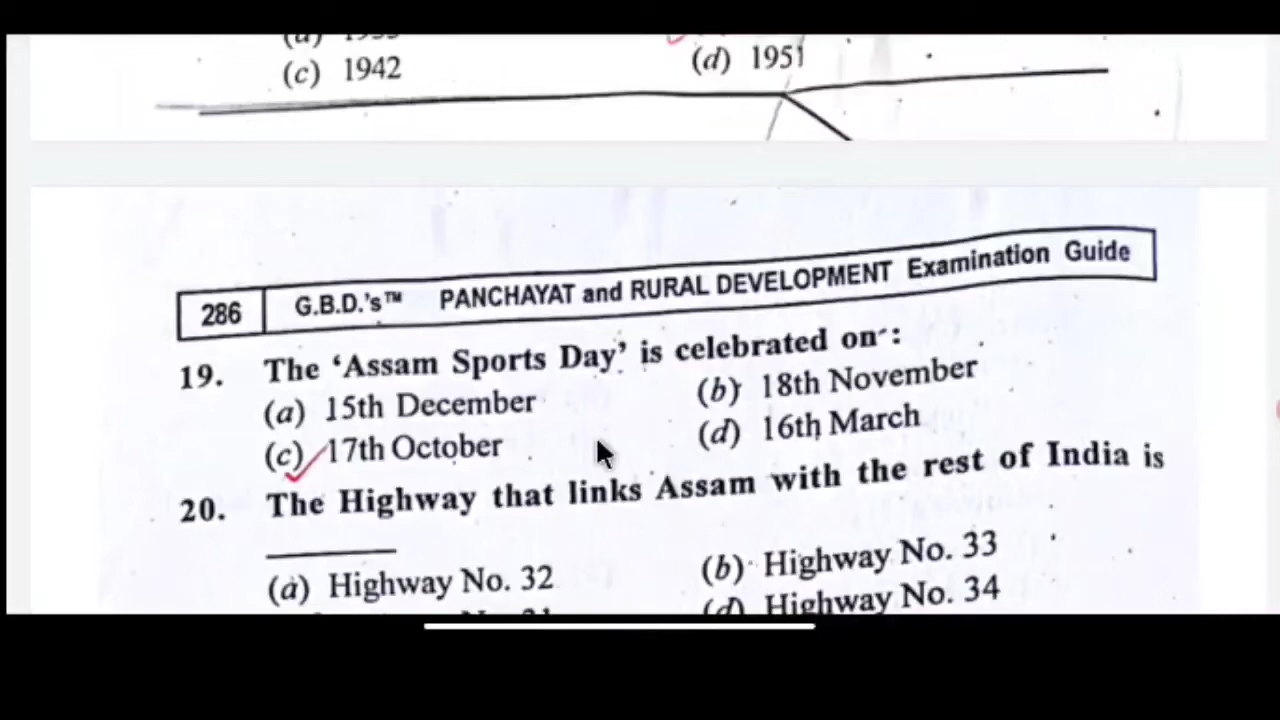 (c) 1942
(d) 1951
286 G.B.D.'s™ PANCHAYAT and RURAL DEVELOPMENT Examination Guide
19. The ‘Assam Sports Day’ is celebrated on :
(a) 15th December
(b) 18th November
(c) 17th October
(d) 16th March
20. The Highway that links Assam with the rest of India is
(a) Highway No. 32
(b) Highway No. 33
(d) Highway No. 34